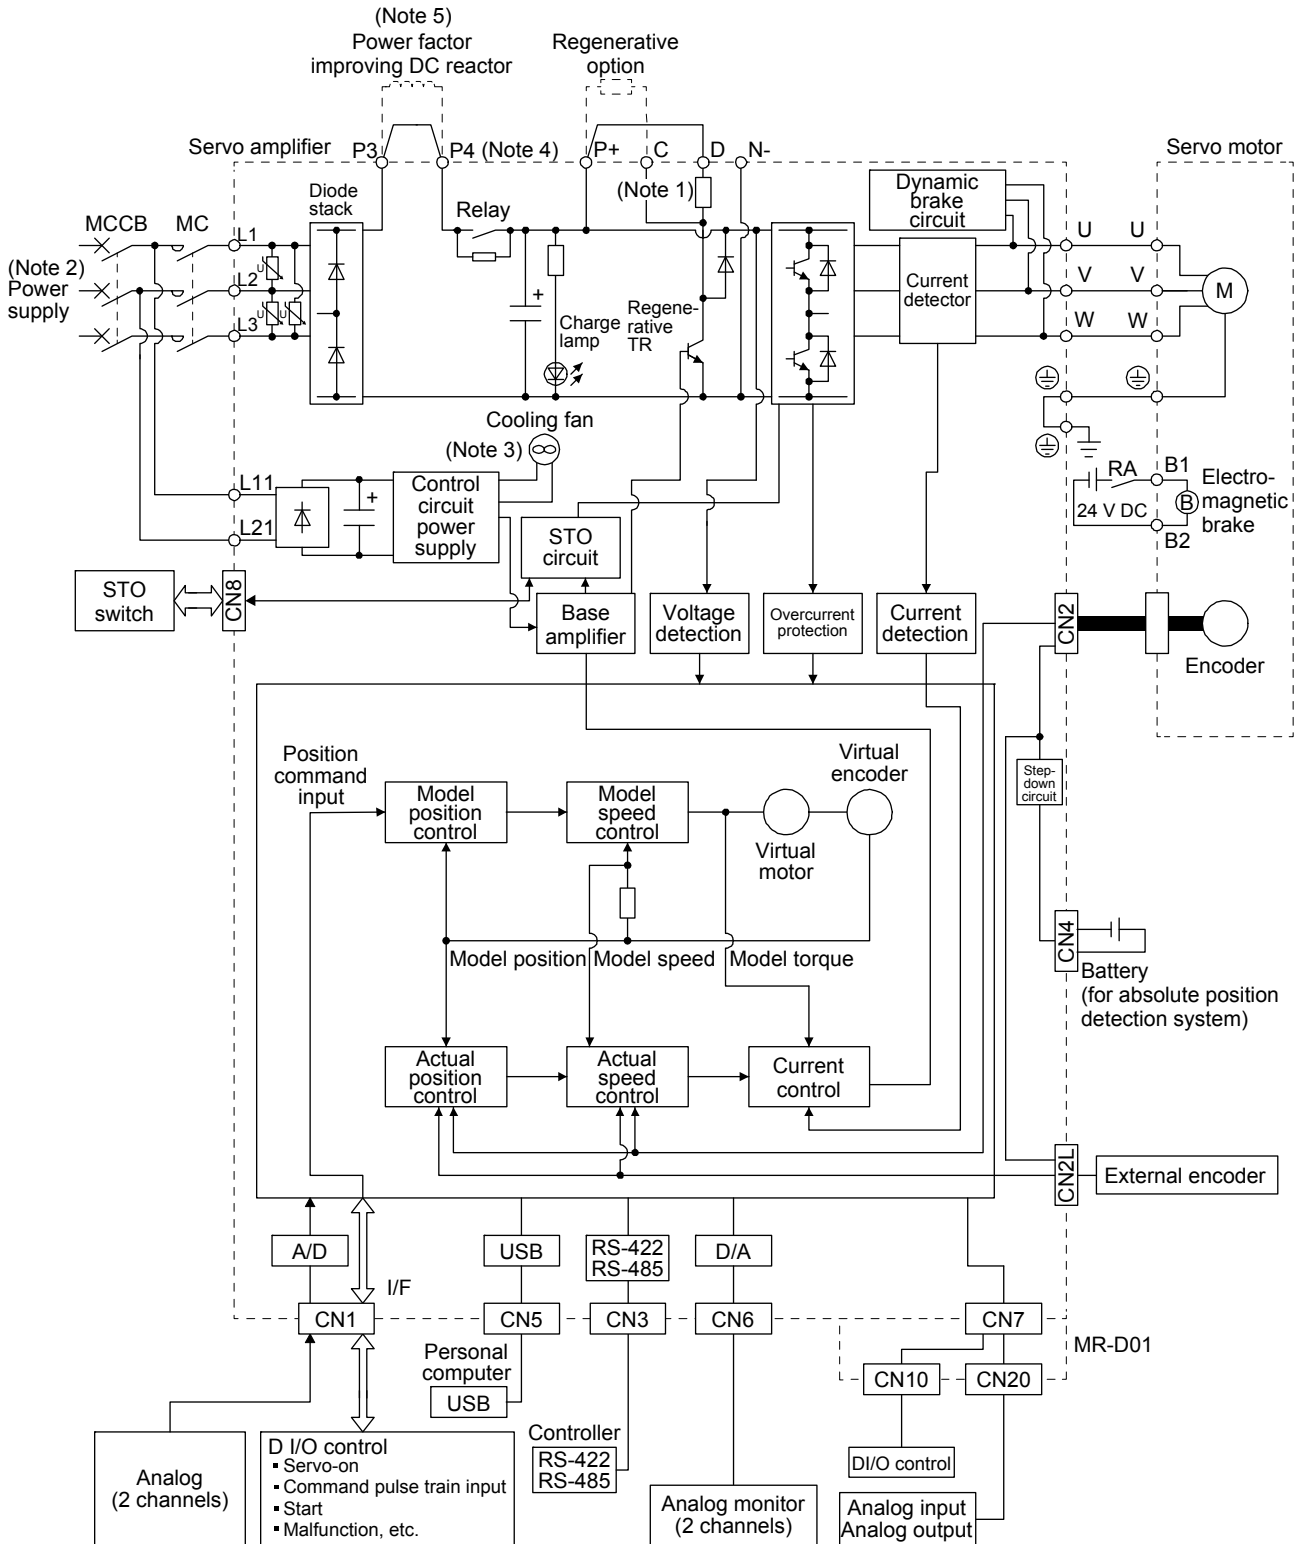 (Note 5)
Power factor
improving DC reactor
Regenerative
option
Servo amplifier
P3
P4 (Note 4)
P+
C
D
N-
Servo motor
Diode
stack
Relay
(Note 1)
Dynamic
brake
circuit
MCCB
MC
L1
U
U
(Note 2)
Power
supply
U
L2
V
V
M
Current
detector
U
U
L3
W
W
+
Charge
lamp
Regene-
rative
TR
Cooling fan
(Note 3)
L11
L21
+
Control
circuit
power
supply
STO
circuit
RA
24 V DC
B1
B
B2
Electro-
magnetic
brake
STO
switch
CN8
Base
amplifier
Voltage
detection
Overcurrent
protection
Current
detection
CN2
Encoder
Position
command
input
Virtual
encoder
Model
position
control
Model
speed
control
Virtual
motor
Step-
down
circuit
Model position
Model speed
Model torque
CN4
Battery
(for absolute position
detection system)
Actual
position
control
Actual
speed
control
Current
control
CN2L
External encoder
A/D
I/F
USB
RS-422
RS-485
D/A
CN1
CN5
CN3
CN6
CN7
MR-D01
Personal
computer
USB
CN10
CN20
Controller
RS-422
RS-485
Analog
(2 channels)
D I/O control
▪ Servo-on
▪ Command pulse train input
▪ Start
▪ Malfunction, etc.
Analog monitor
(2 channels)
DI/O control
Analog input
Analog output